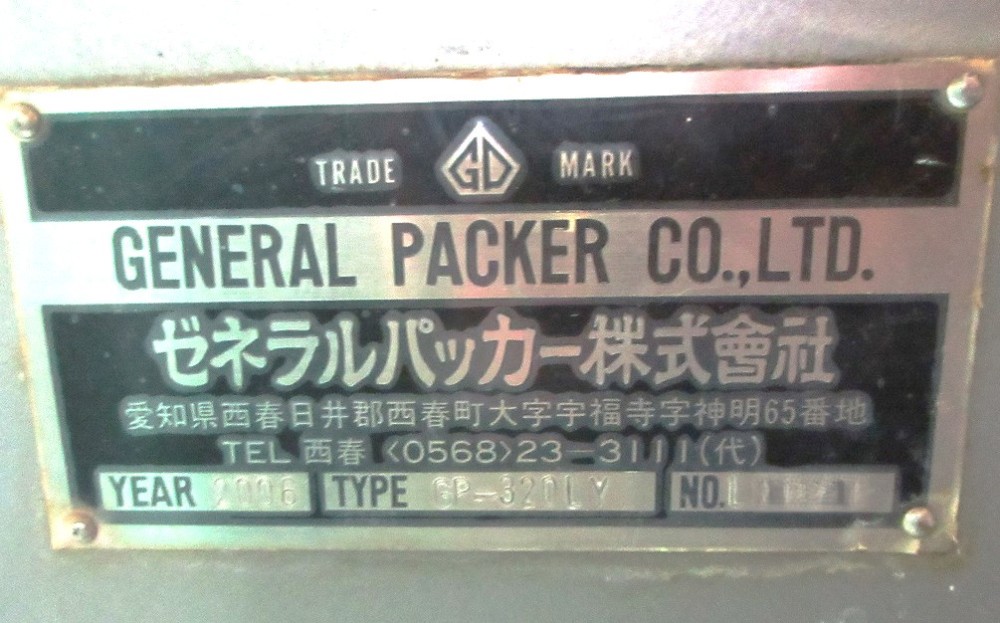 TRADE GD MARK
GENERAL PACKER CO.,LTD.
ゼネラルパッカー株式會社
愛知県西春日井郡西春町大字宇福寺字神明65番地
TEL 西春 <0568>23-3111(代)
YEAR 2006 TYPE GP-320LY NO.